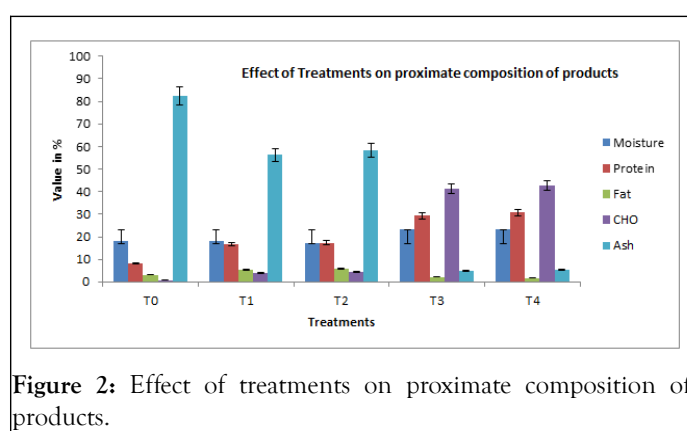 Effect of Treatments on proximate composition of products
100
90
80
70
60
50
40
30
20
10
0
Value in %
T0 T1 T2 T3 T4
Treatments
Moisture
Protein
Fat
CHO
Ash
Figure 2: Effect of treatments on proximate composition of
products.